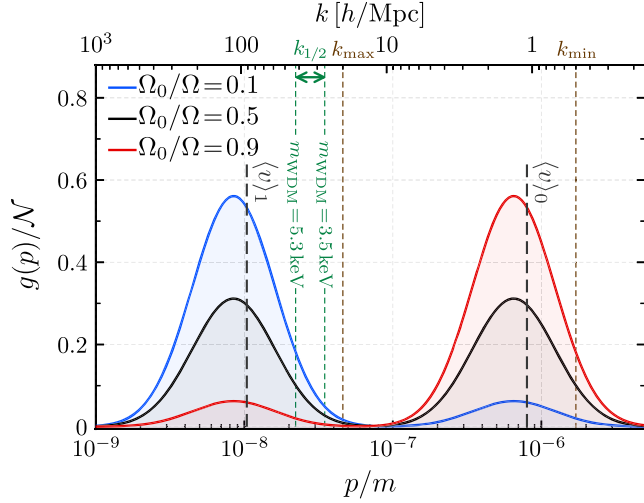 k [h/Mpc]
10³ 100 10 1
k₁/₂ k_max k_min
Ω₀/Ω = 0.1
Ω₀/Ω = 0.5
Ω₀/Ω = 0.9
⟨v⟩₁
m_WDM = 5.3 keV
m_WDM = 3.5 keV
⟨v⟩₀
g(p)/𝒩
0.8
0.6
0.4
0.2
0
10⁻⁹ 10⁻⁸ 10⁻⁷ 10⁻⁶
p/m